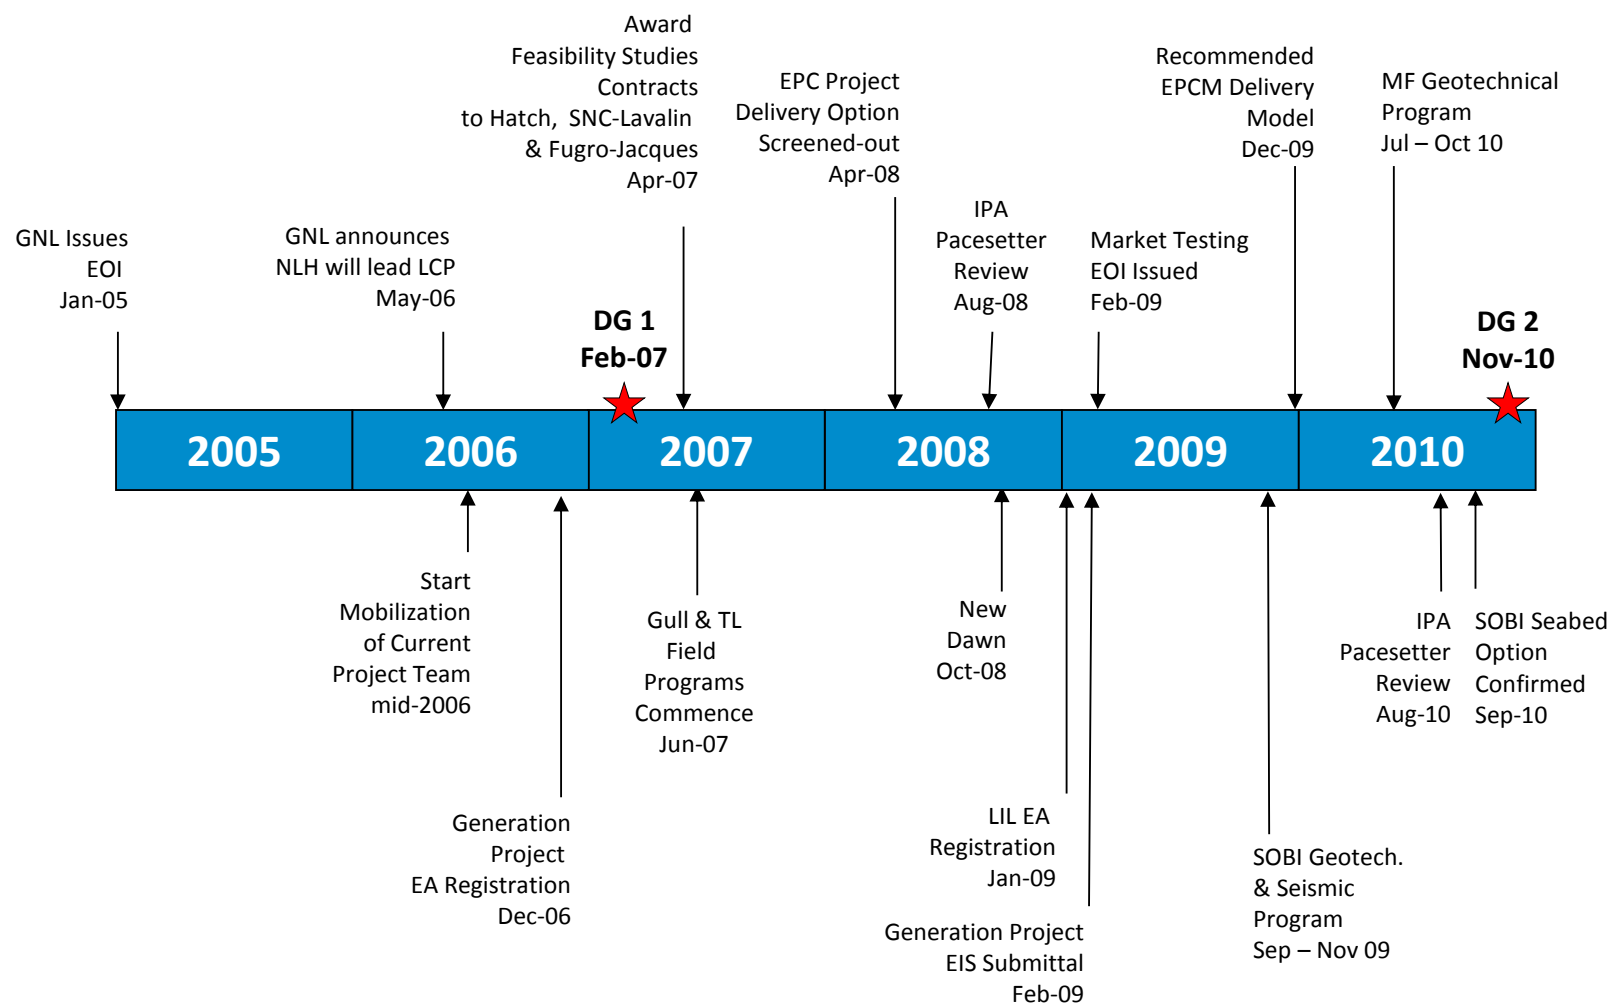 Award
Feasibility Studies
Contracts
to Hatch, SNC-Lavalin
& Fugro-Jacques
Apr-07
EPC Project
Delivery Option
Screened-out
Apr-08
Recommended
EPCM Delivery
Model
Dec-09
MF Geotechnical
Program
Jul – Oct 10
GNL Issues
EOI
Jan-05
GNL announces
NLH will lead LCP
May-06
IPA
Pacesetter
Review
Aug-08
Market Testing
EOI Issued
Feb-09
DG 1
Feb-07
DG 2
Nov-10
2005
2006
2007
2008
2009
2010
Start
Mobilization
of Current
Project Team
mid-2006
Gull & TL
Field
Programs
Commence
Jun-07
New
Dawn
Oct-08
IPA
Pacesetter
Review
Aug-10
SOBI Seabed
Option
Confirmed
Sep-10
Generation
Project
EA Registration
Dec-06
LIL EA
Registration
Jan-09
Generation Project
EIS Submittal
Feb-09
SOBI Geotech.
& Seismic
Program
Sep – Nov 09